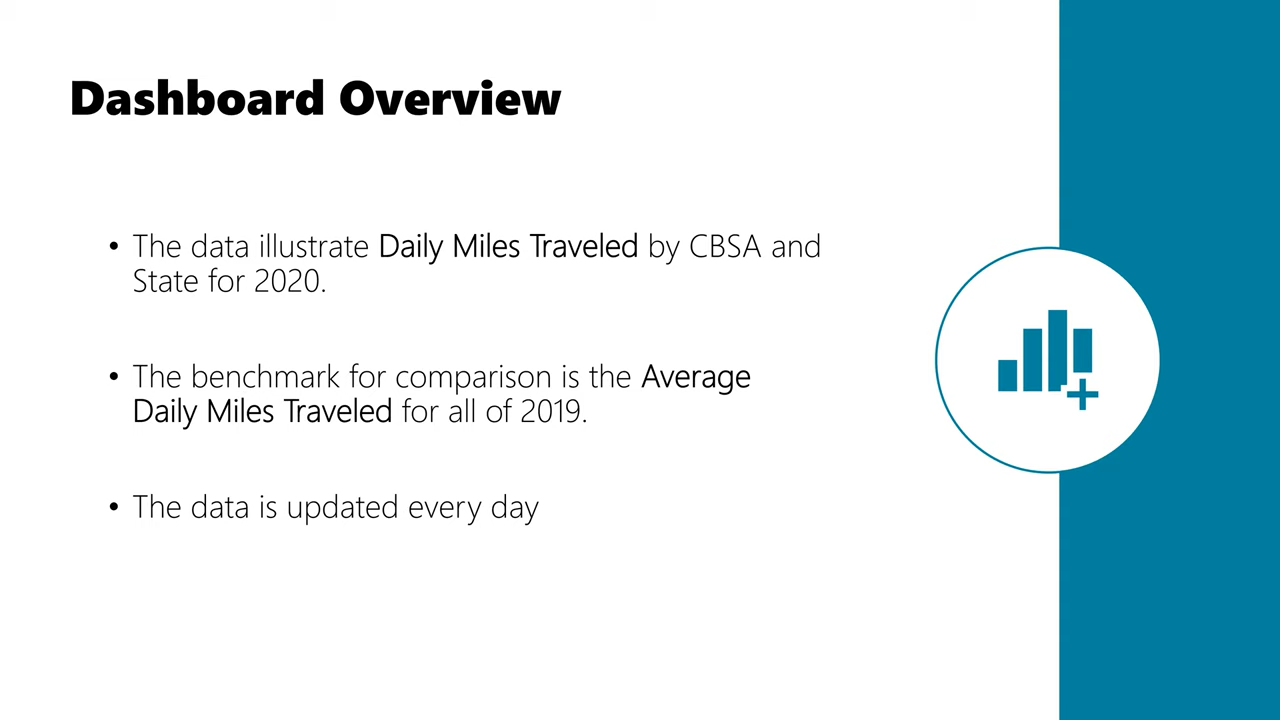 Dashboard Overview
• The data illustrate Daily Miles Traveled by CBSA and
State for 2020.
• The benchmark for comparison is the Average
Daily Miles Traveled for all of 2019.
• The data is updated every day